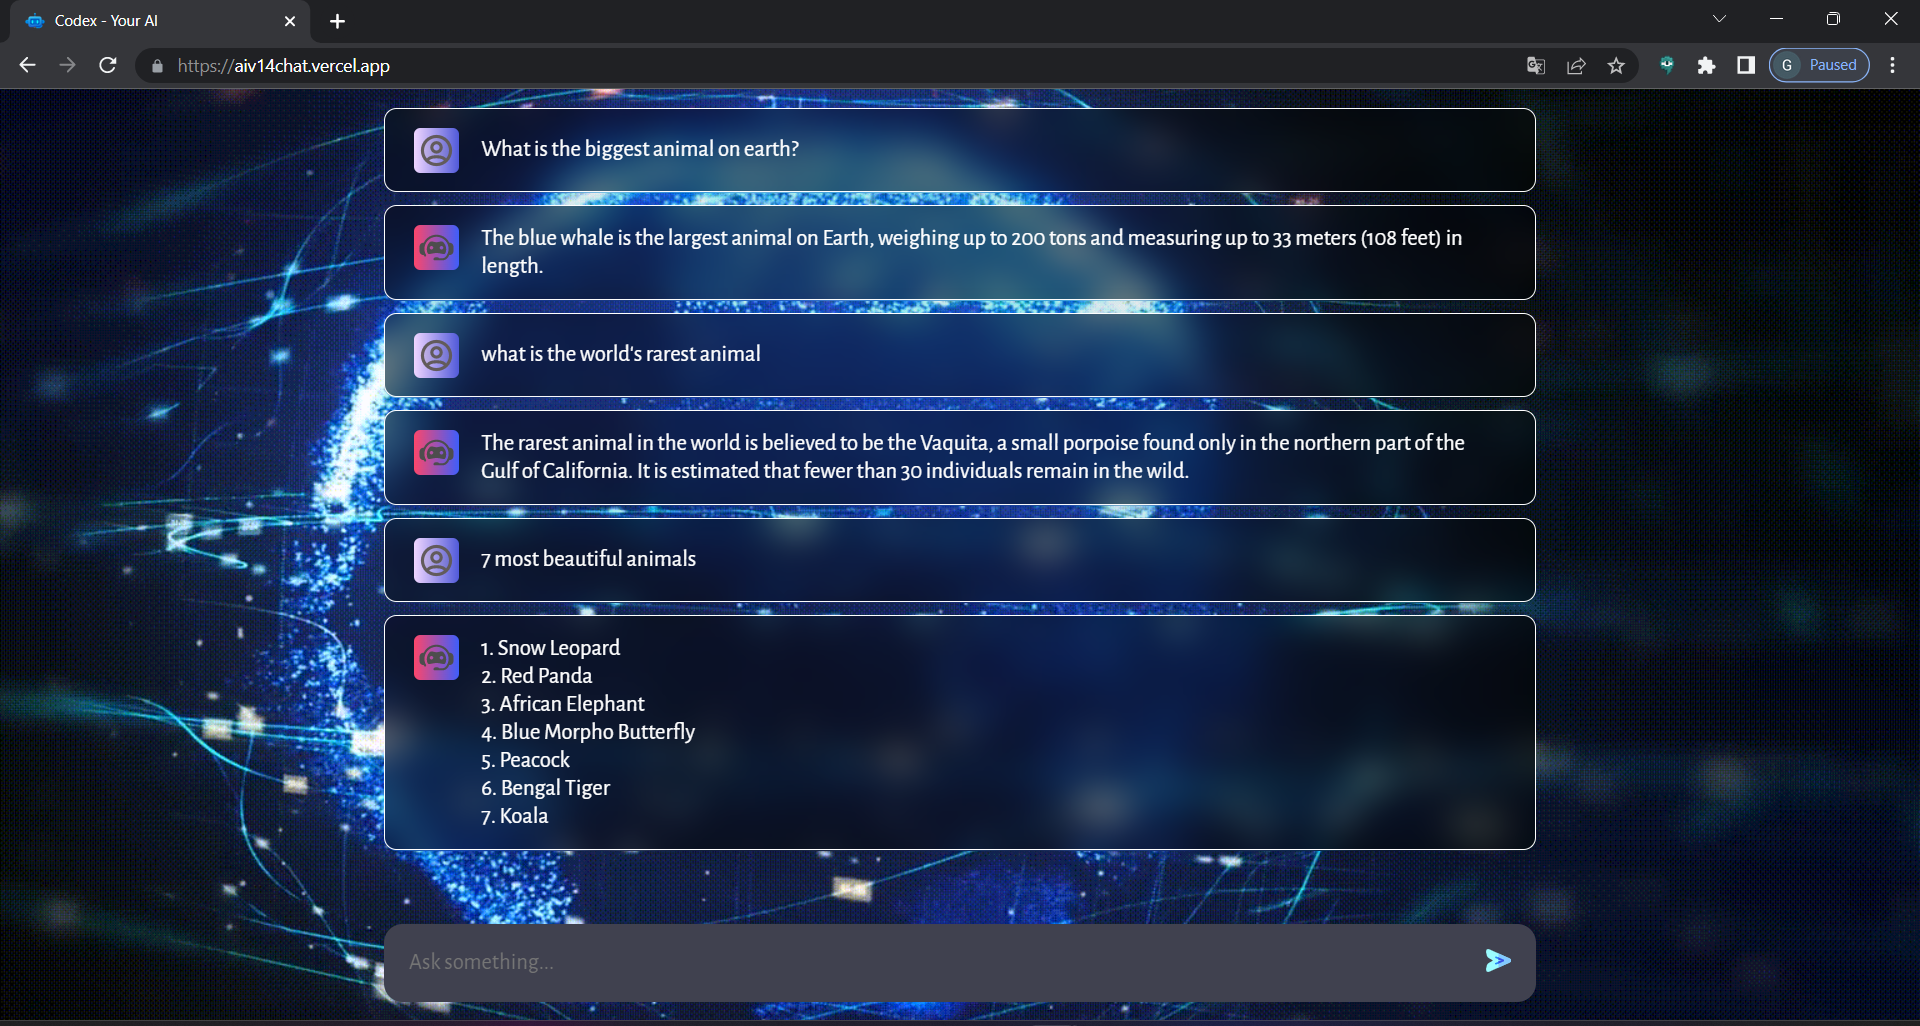 Codex - Your AI
https://aiv14chat.vercel.app
G Paused
What is the biggest animal on earth?
The blue whale is the largest animal on Earth, weighing up to 200 tons and measuring up to 33 meters (108 feet) in
length.
what is the world's rarest animal
The rarest animal in the world is believed to be the Vaquita, a small porpoise found only in the northern part of the
Gulf of California. It is estimated that fewer than 30 individuals remain in the wild.
7 most beautiful animals
1. Snow Leopard
2. Red Panda
3. African Elephant
4. Blue Morpho Butterfly
5. Peacock
6. Bengal Tiger
7. Koala
Ask something...